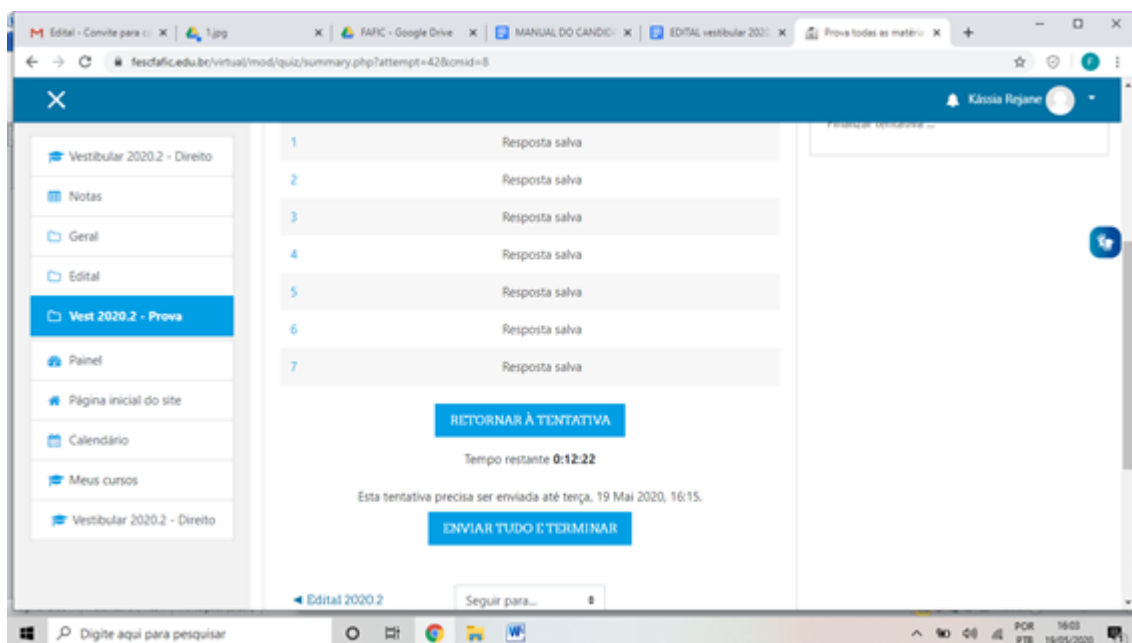 Edital - Convite para c
1.jpg
FAFIC - Google Drive
MANUAL DO CANDID
EDITAL vestibular 202
Prova todas as matéri
fescfafic.edu.br/virtual/mod/quiz/summary.php?attempt=42&cmid=8
Kássia Rejane
Finalizar tentativa ...
Vestibular 2020.2 - Direito
Notas
Geral
Edital
Vest 2020.2 - Prova
Painel
Página inicial do site
Calendário
Meus cursos
Vestibular 2020.2 - Direito
1 Resposta salva
2 Resposta salva
3 Resposta salva
4 Resposta salva
5 Resposta salva
6 Resposta salva
7 Resposta salva
RETORNAR À TENTATIVA
Tempo restante 0:12:22
Esta tentativa precisa ser enviada até terça, 19 Mai 2020, 16:15.
ENVIAR TUDO E TERMINAR
◄ Edital 2020.2
Seguir para...
Digite aqui para pesquisar
POR 16:03
PTB 19/05/2020